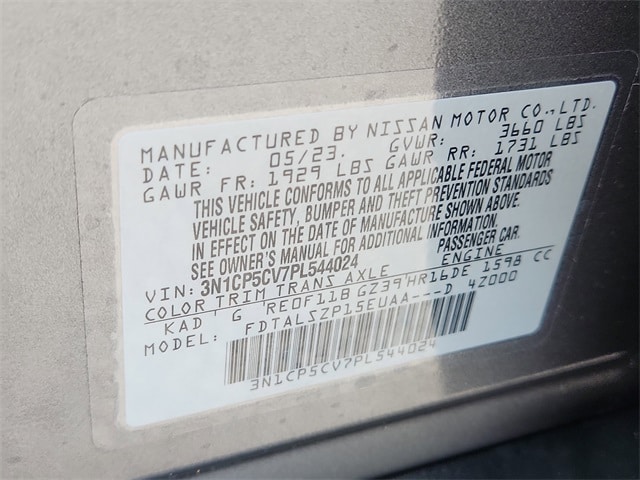 MANUFACTURED BY NISSAN MOTOR CO.,LTD.
DATE: 05/23. GVWR: 3660 LBS
GAWR FR: 1929 LBS GAWR RR: 1731 LBS
THIS VEHICLE CONFORMS TO ALL APPLICABLE FEDERAL MOTOR
VEHICLE SAFETY, BUMPER AND THEFT PREVENTION STANDARDS
IN EFFECT ON THE DATE OF MANUFACTURE SHOWN ABOVE.
SEE OWNER'S MANUAL FOR ADDITIONAL INFORMATION.
VIN: 3N1CP5CV7PL544024 PASSENGER CAR
COLOR TRIM TRANS AXLE ENGINE
KAD ' G 'RE0F11B GZ39'HR16DE 1598 CC
MODEL: FDTALSZP15EUAA---D 4Z000
3N1CP5CV7PL544024